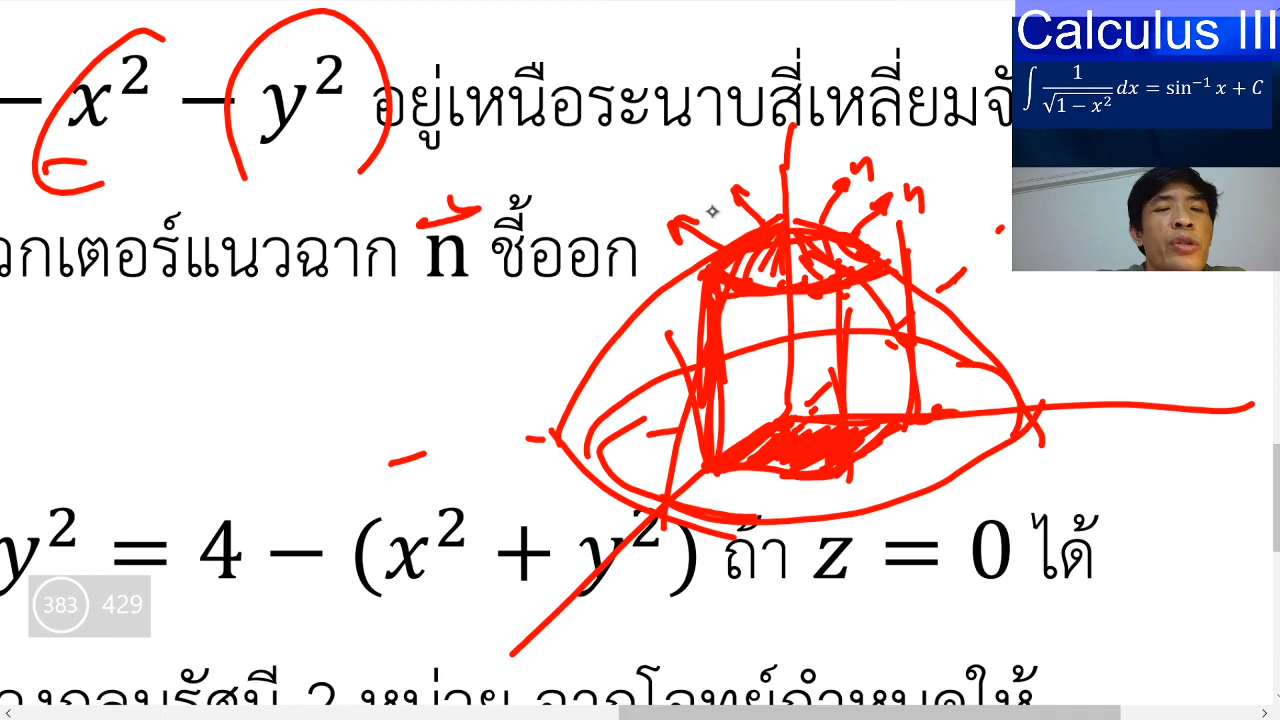 Calculus III
∫ 1/√(1 − x²) dx = sin⁻¹ x + C
− x² − y² อยู่เหนือระนาบสี่เหลี่ยมจั
วกเตอร์แนวฉาก n ชี้ออก
n n
y² = 4 − (x² + y²) ถ้า z = 0 ได้
383 429